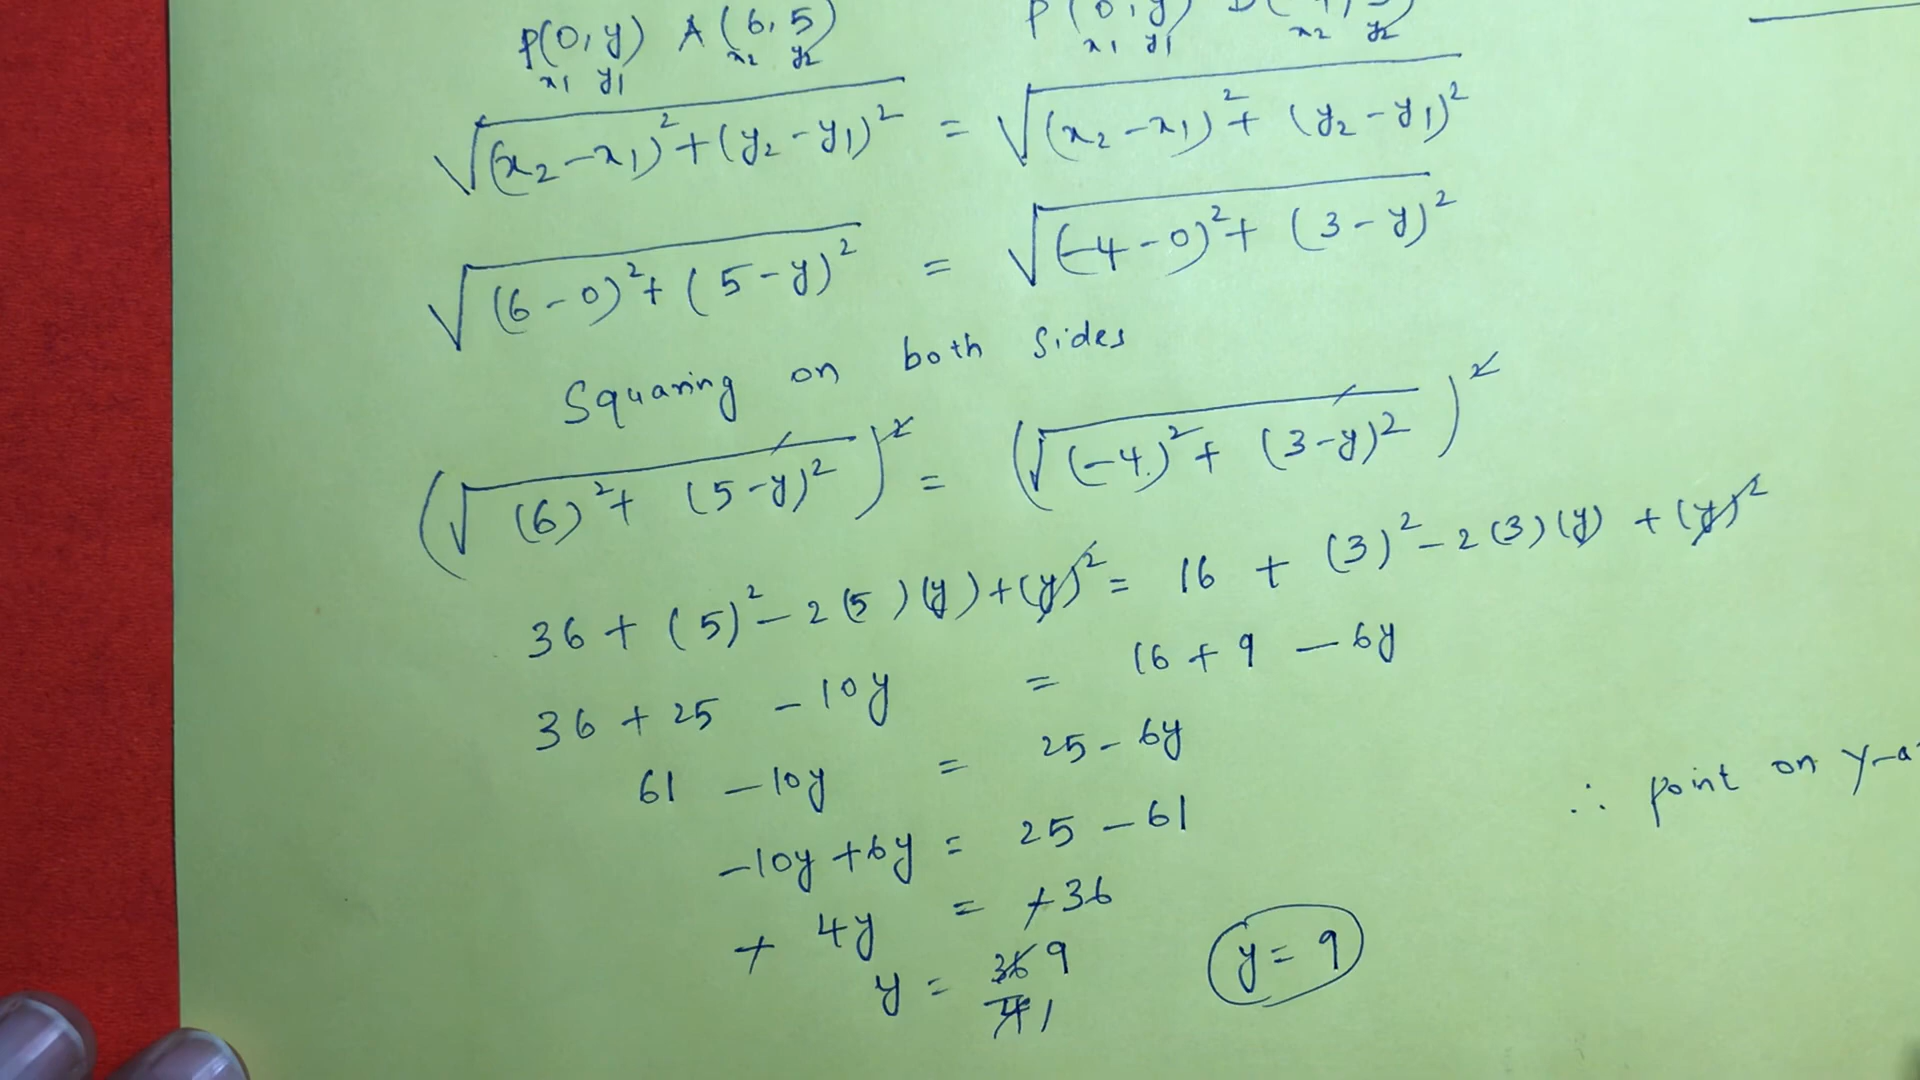 P(0, y) A (6, 5) P (0, y)
x1 y1 x2 y2 x1 y1 x2 y2
√(x2-x1)²+(y2-y1)² = √(x2-x1)²+ (y2-y1)²
√(6-0)²+ (5-y)² = √(-4-0)²+ (3-y)²
Squaring on both sides
(√(6)²+ (5-y)²)² = (√(-4)²+ (3-y)²)²
36 + (5)²-2(5)(y)+(y)² = 16 + (3)²-2(3)(y) + (y)²
36 + 25 -10y = 16 + 9 -6y
61 -10y = 25-6y
-10y+6y = 25-61
∴ point on y-a
+ 4y = +36
y = 36 9
4 1
y = 9